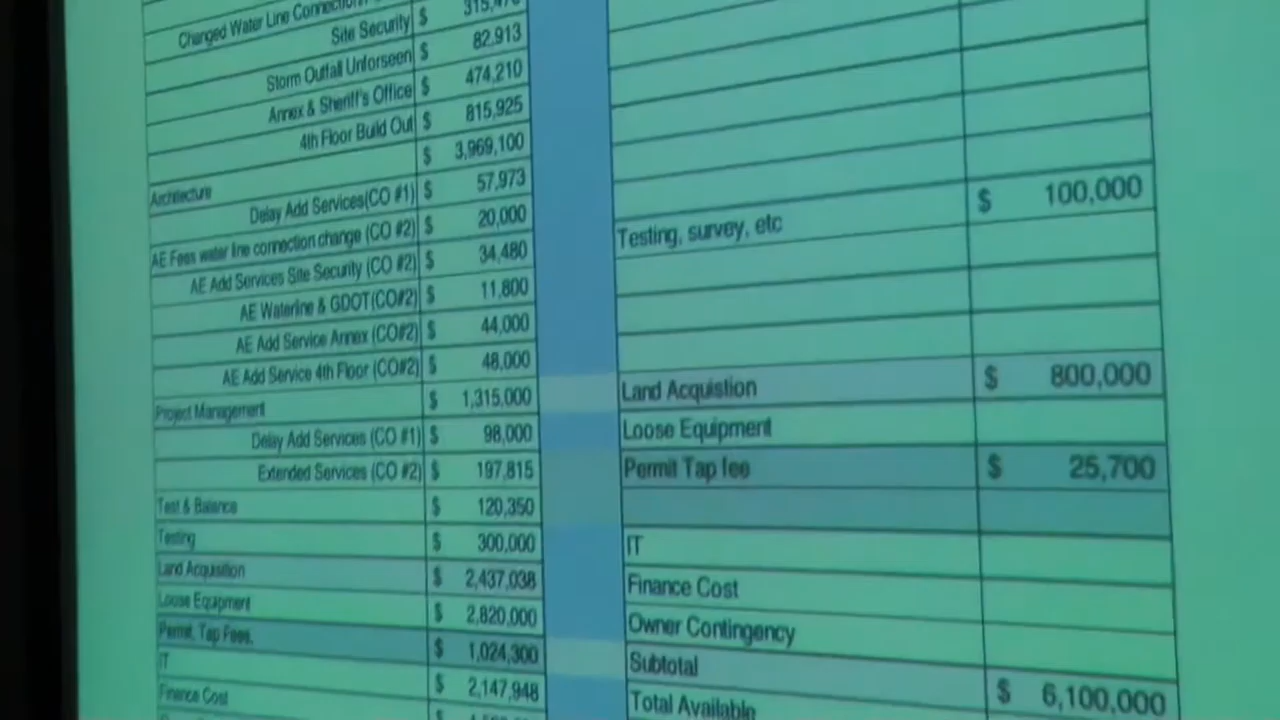 Changed Water Line Connection
Site Security $
Storm Outfall Unforseen $ 82,913
Annex & Sheriff's Office $ 474,210
4th Floor Build Out $ 815,925
Architecture $ 3,969,100
Delay Add Services(CO #1) $ 57,973
AE Fees water line connection change (CO #2) $ 20,000
AE Add Services Site Security (CO #2) $ 34,480
AE Waterline & GDOT(CO#2) $ 11,800
AE Add Service Annex (CO#2) $ 44,000
AE Add Service 4th Floor (CO#2) $ 48,000
Project Management $ 1,315,000
Delay Add Services (CO #1) $ 98,000
Extended Services (CO #2) $ 197,815
Test & Balance $ 120,350
Testing $ 300,000
Land Acquisition $ 2,437,038
Loose Equipment $ 2,820,000
Permit, Tap Fees, $ 1,024,300
IT $ 2,147,948
Finance Cost $
Testing, survey, etc $ 100,000
Land Acquistion $ 800,000
Loose Equipment
Permit Tap fee $ 25,700
IT
Finance Cost
Owner Contingency
Subtotal $ 6,100,000
Total Available